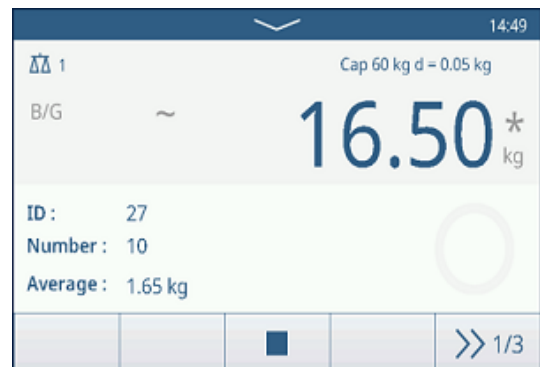 14:49
1 Cap 60 kg d = 0.05 kg
B/G ~ 16.50 * kg
ID : 27
Number : 10
Average : 1.65 kg
1/3